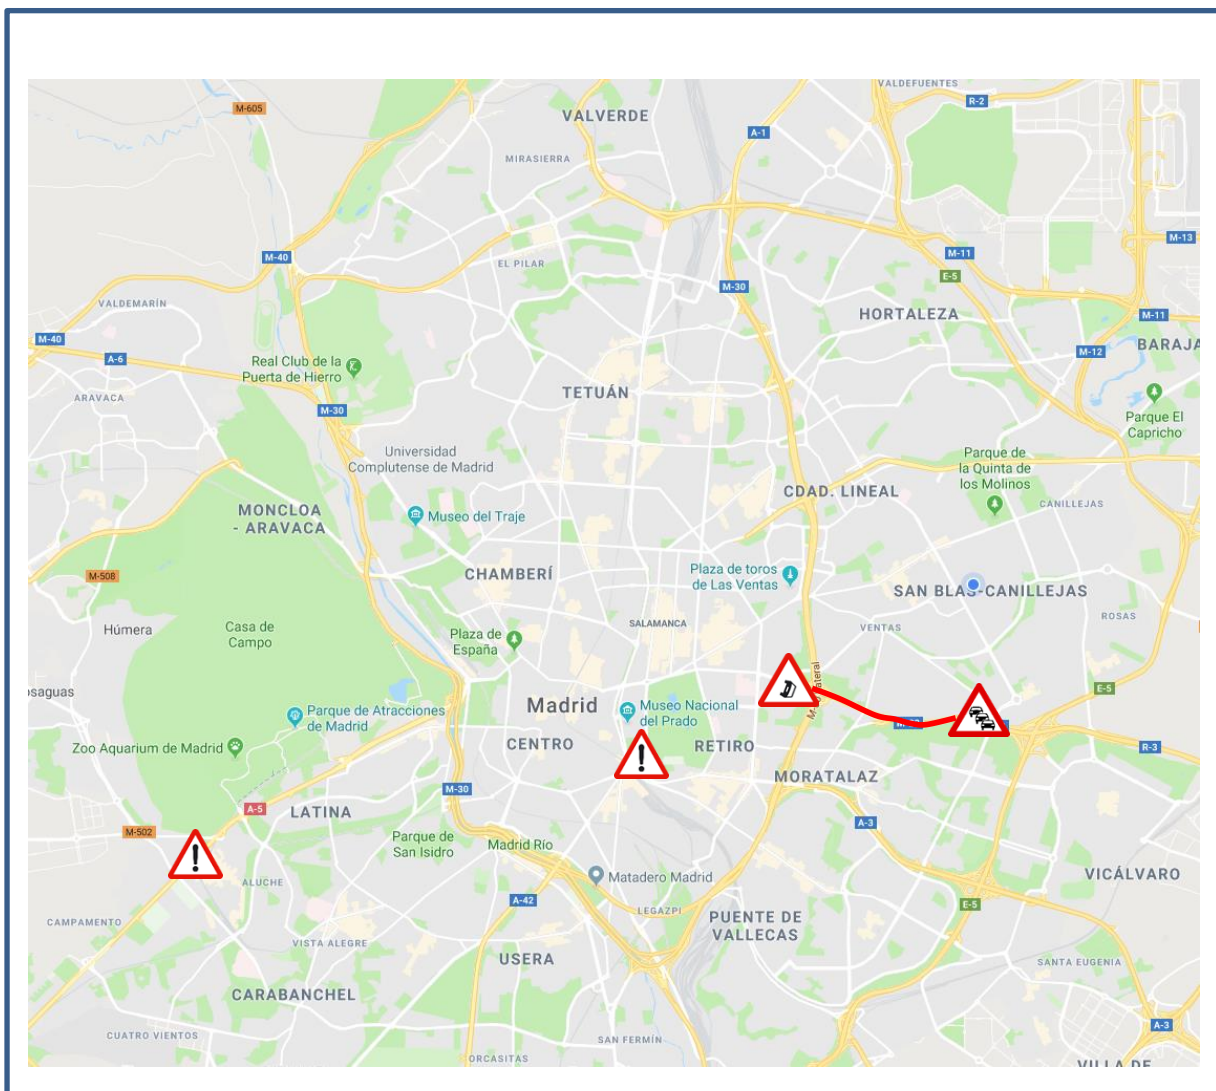 VALDEFUENTES
R-2
M-605
VALVERDE
A-1
MIRASIERRA
M-13
M-40
M-11
EL PILAR
E-5
M-30
VALDEMARÍN
HORTALEZA
M-11
M-40
M-12
BARAJA
A-6
Real Club de la
Puerta de Hierro
TETUÁN
ARAVACA
M-30
Parque El
Capricho
Universidad
Complutense de Madrid
Parque de
la Quinta de
los Molinos
CDAD. LINEAL
CANILLEJAS
MONCLOA
- ARAVACA
Museo del Traje
M-508
CHAMBERÍ
Plaza de toros
de Las Ventas
SAN BLAS-CANILLEJAS
ROSAS
Húmera
Casa de
Campo
Plaza de
España
SALAMANCA
VENTAS
osaguas
E-5
Parque de Atracciones
de Madrid
Madrid
Museo Nacional
del Prado
Zoo Aquarium de Madrid
CENTRO
RETIRO
R-3
MORATALAZ
M-30
A-5
LATINA
A-3
M-502
Parque de
San Isidro
Madrid Río
ALUCHE
Matadero Madrid
VICÁLVARO
A-42
LEGAZPI
E-5
CAMPAMENTO
PUENTE DE
VALLECAS
VISTA ALEGRE
USERA
SANTA EUGENIA
CARABANCHEL
A-3
CUATRO VIENTOS
SAN FERMÍN
ORCASITAS
VILLA DE